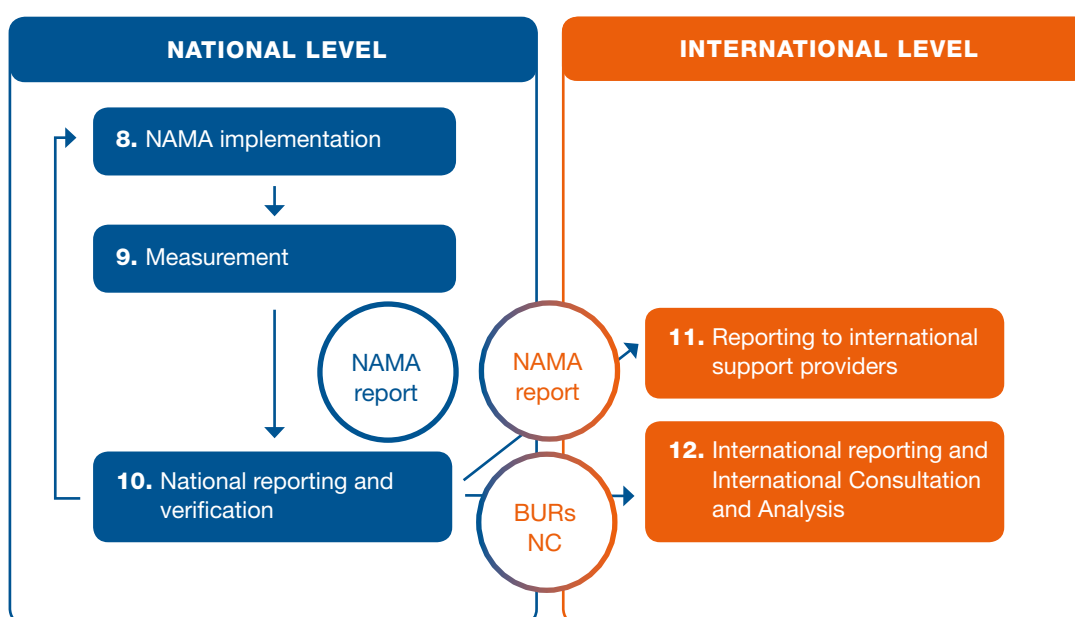 NATIONAL LEVEL
INTERNATIONAL LEVEL
8. NAMA implementation
9. Measurement
NAMA
report
NAMA
report
11. Reporting to international
support providers
10. National reporting and
verification
BURs
NC
12. International reporting and
International Consultation
and Analysis